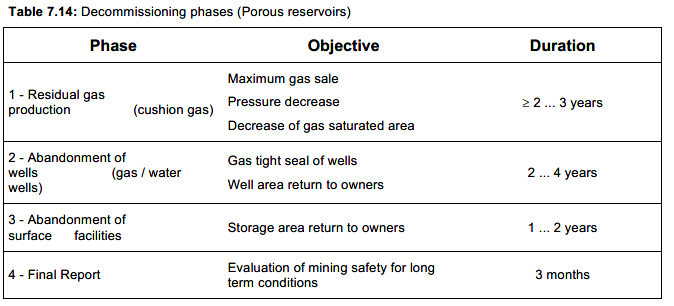 Table 7.14: Decommissioning phases (Porous reservoirs)
Phase Objective Duration
1 - Residual gas
production (cushion gas)
Maximum gas sale
Pressure decrease
Decrease of gas saturated area
≥ 2 ... 3 years
2 - Abandonment of
wells (gas / water
wells)
Gas tight seal of wells
Well area return to owners
2 ... 4 years
3 - Abandonment of
surface facilities
Storage area return to owners
1 ... 2 years
4 - Final Report
Evaluation of mining safety for long
term conditions
3 months